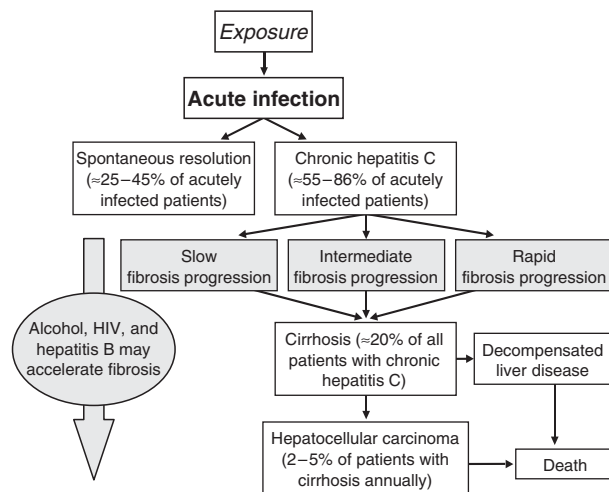 Exposure
Acute infection
Spontaneous resolution
(≈25–45% of acutely
infected patients)
Chronic hepatitis C
(≈55–86% of acutely
infected patients)
Slow
fibrosis progression
Intermediate
fibrosis progression
Rapid
fibrosis progression
Alcohol, HIV, and
hepatitis B may
accelerate fibrosis
Cirrhosis (≈20% of all
patients with chronic
hepatitis C)
Decompensated
liver disease
Hepatocellular carcinoma
(2–5% of patients with
cirrhosis annually)
Death